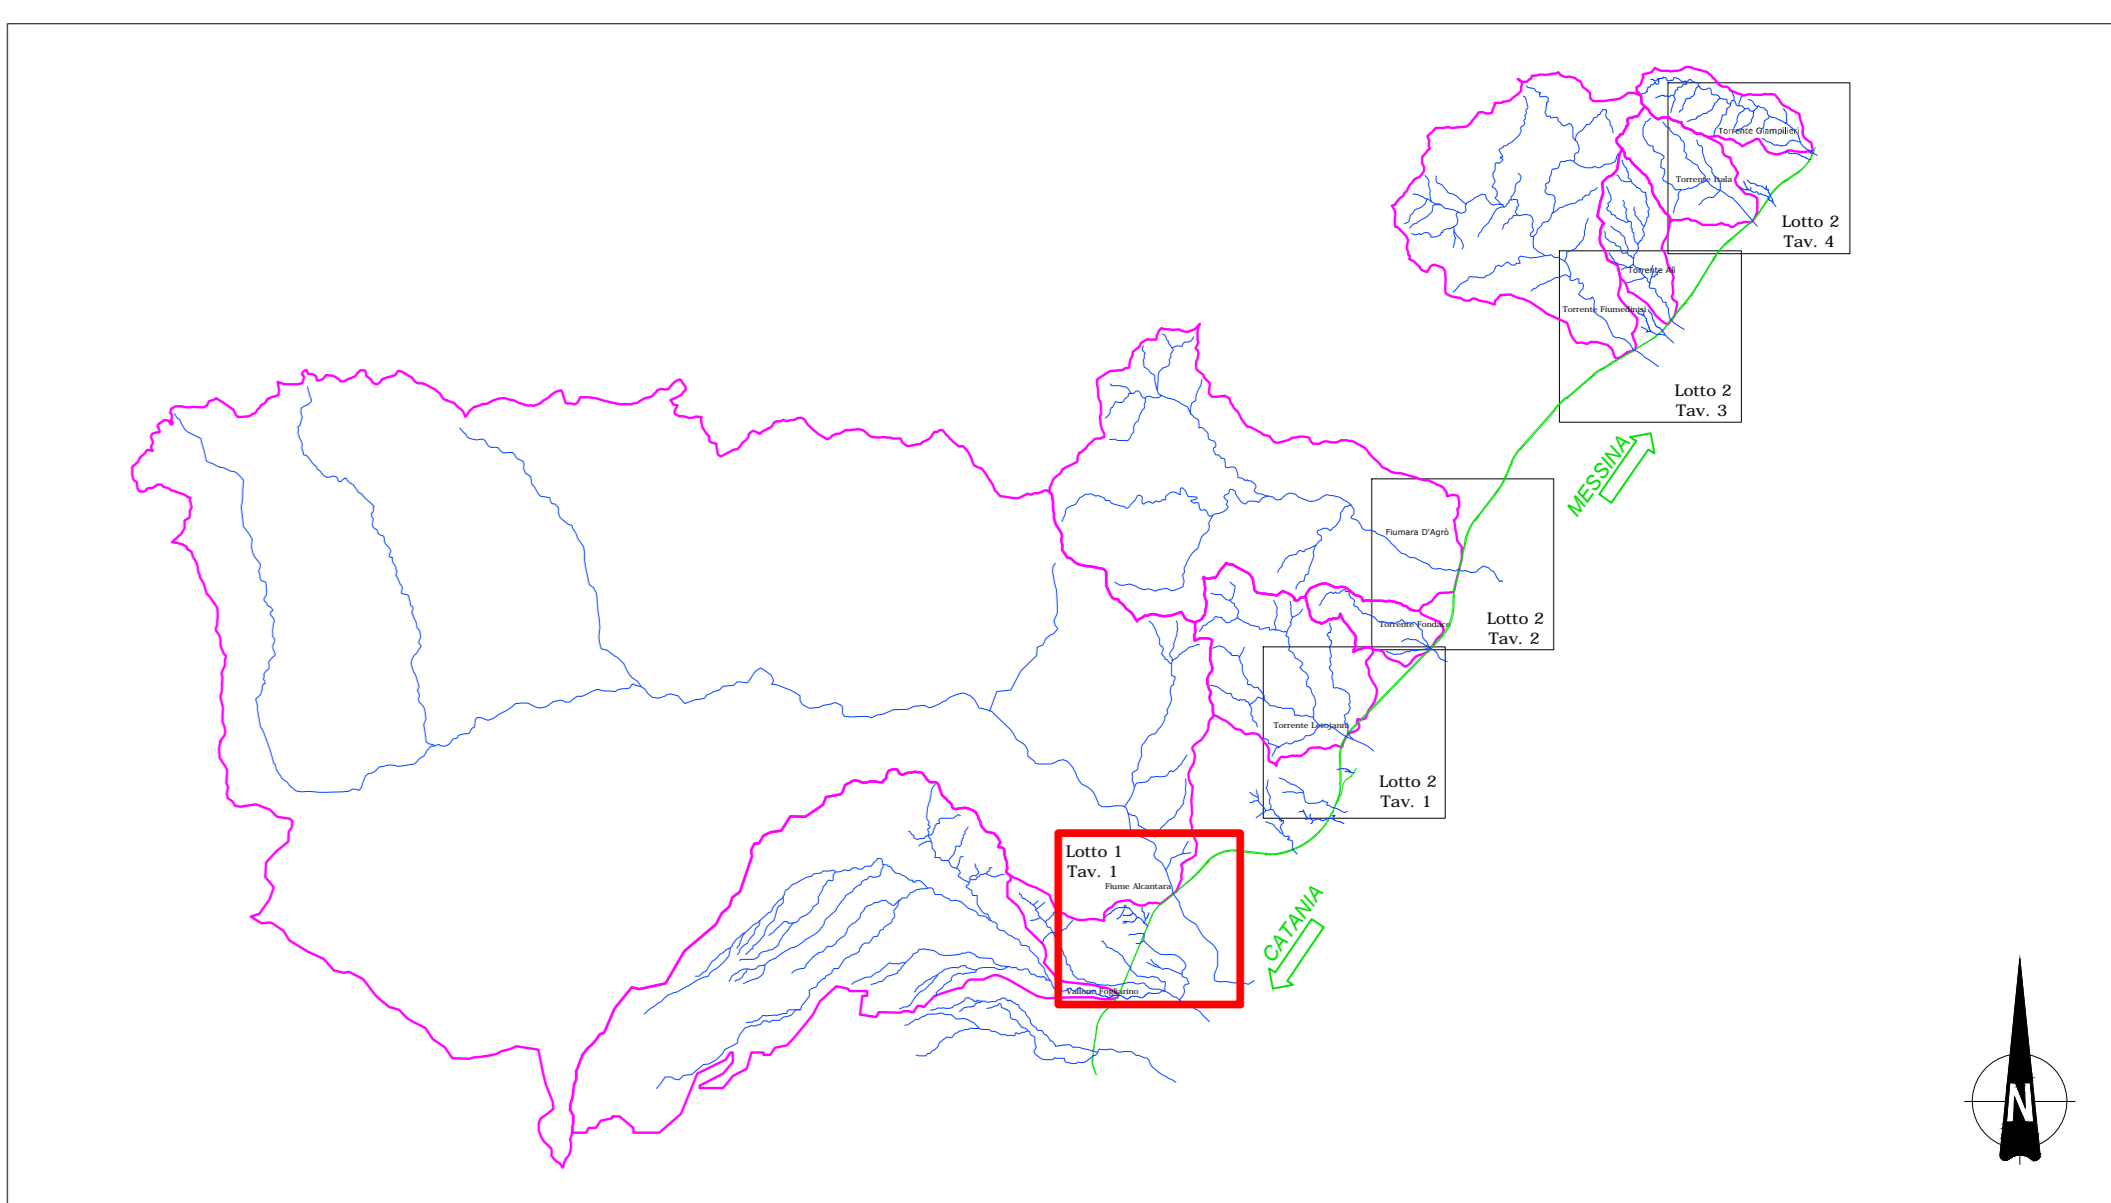 Torrente Giampilieri
Torrente Itala
Lotto 2
Tav. 4
Torrente Alì
Torrente Fiumedinisi
Lotto 2
Tav. 3
MESSINA
Fiumara D'Agrò
Lotto 2
Tav. 2
Torrente Fondaco
Torrente Letojanni
Lotto 2
Tav. 1
Lotto 1
Tav. 1
Fiume Alcantara
CATANIA
Vallone Fogliarino
N